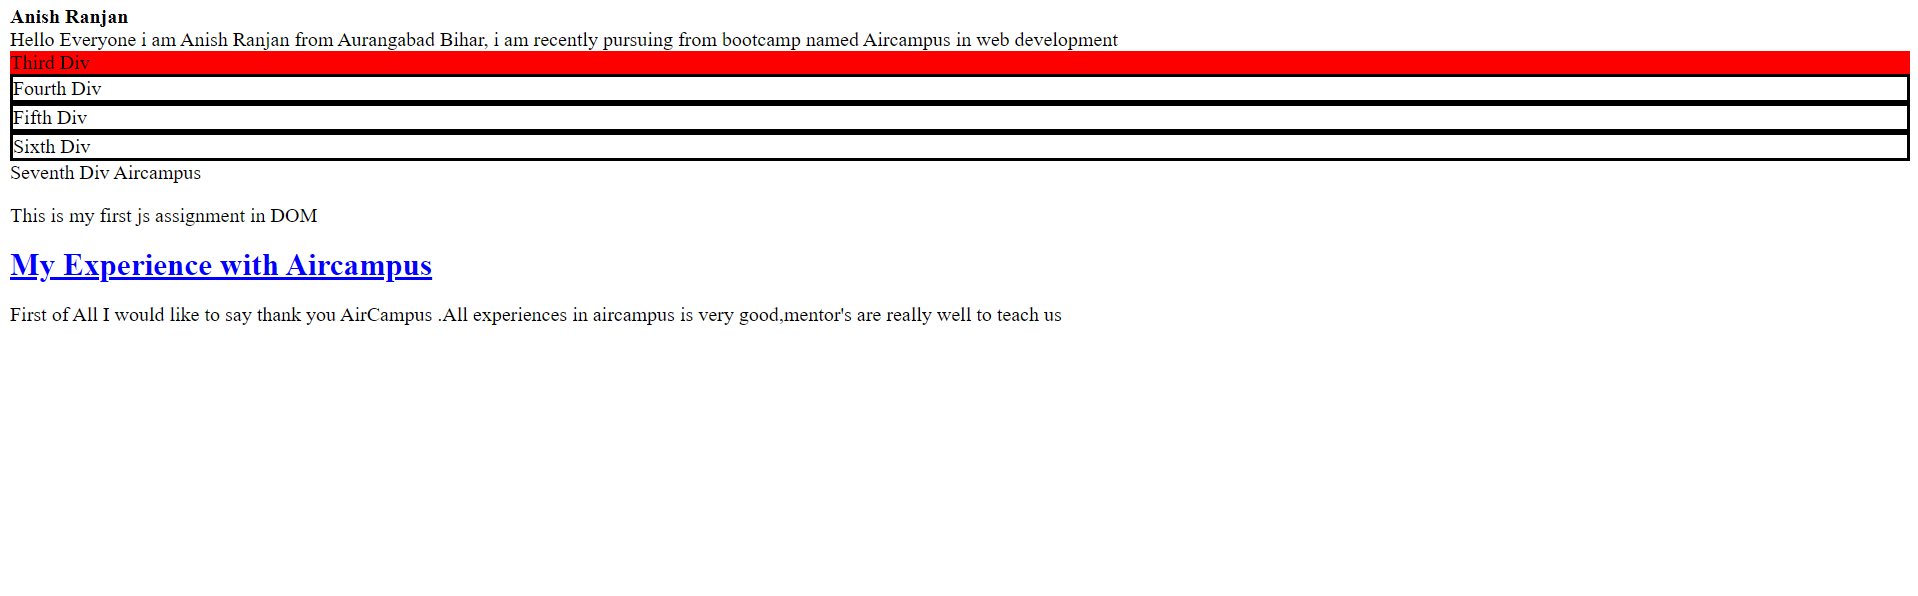 Anish Ranjan
Hello Everyone i am Anish Ranjan from Aurangabad Bihar, i am recently pursuing from bootcamp named Aircampus in web development
Third Div
Fourth Div
Fifth Div
Sixth Div
Seventh Div Aircampus
This is my first js assignment in DOM
My Experience with Aircampus
First of All I would like to say thank you AirCampus .All experiences in aircampus is very good,mentor's are really well to teach us